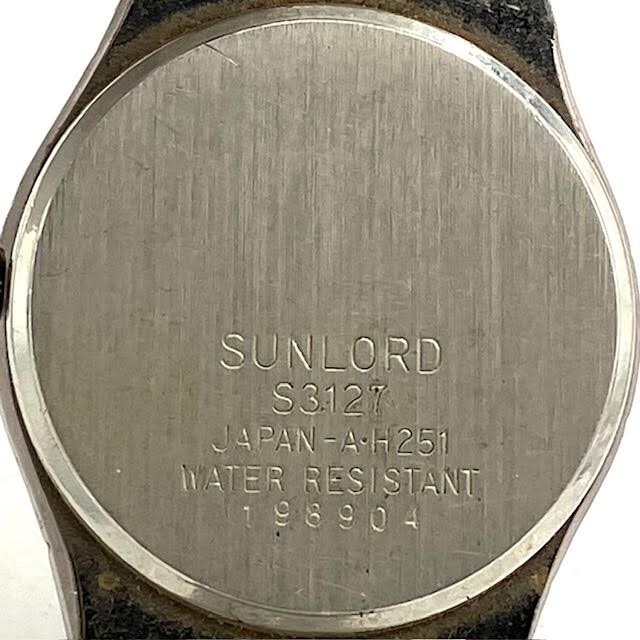 SUNLORD
S3127
JAPAN-A·H251
WATER RESISTANT
198904